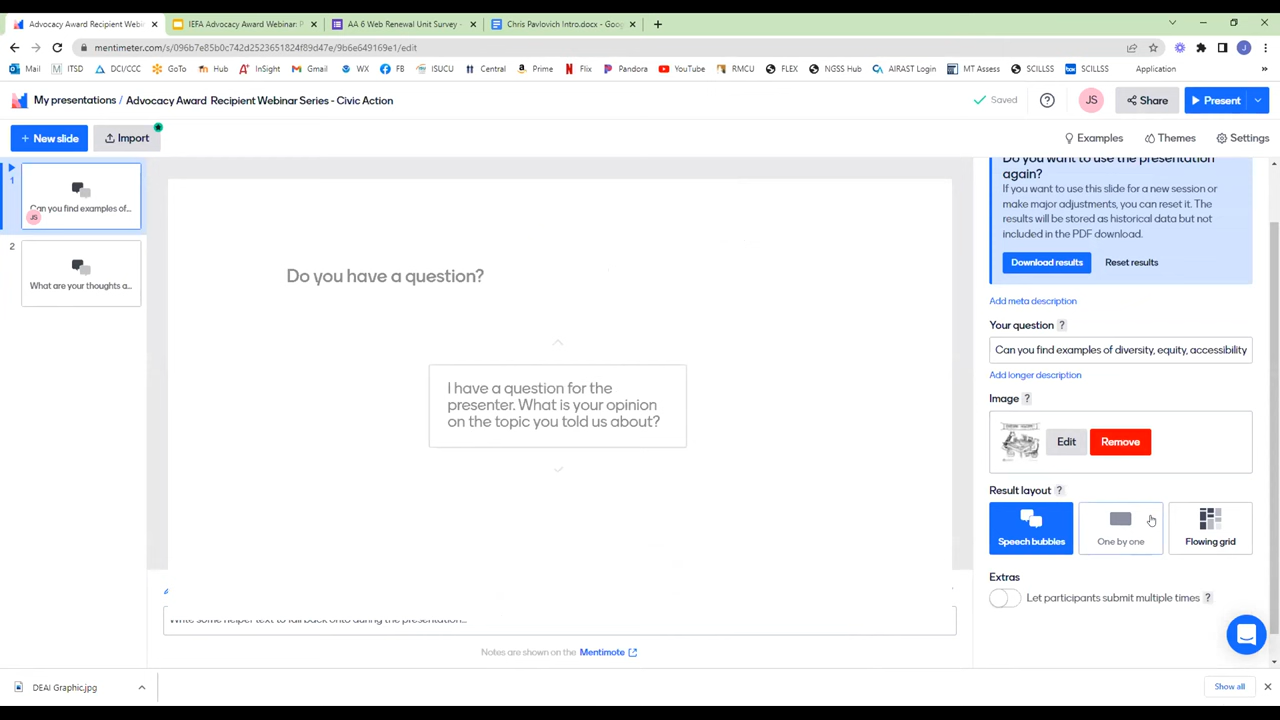 Advocacy Award Recipient Webin
IEFA Advocacy Award Webinar: P
AA 6 Web Renewal Unit Survey -
Chris Pavlovich Intro.docx - Goog
mentimeter.com/s/096b7e85b0c742d2523651824f89d47e/9b6e649169e1/edit
J
Mail
ITSD
DCI/CCC
GoTo
Hub
InSight
Gmail
WX
FB
ISUCU
Central
Prime
Flix
Pandora
YouTube
RMCU
FLEX
NGSS Hub
AIRAST Login
MT Assess
SCILLSS
box
SCILLSS
Application
»
My presentations / Advocacy Award Recipient Webinar Series - Civic Action
Saved
?
JS
Share
Present
+ New slide
Import
Examples
Themes
Settings
1
Can you find examples of...
JS
2
What are your thoughts a...
Do you have a question?
I have a question for the
presenter. What is your opinion
on the topic you told us about?
Notes are shown on the Mentimote
Do you want to use the presentation
again?
If you want to use this slide for a new session or
make major adjustments, you can reset it. The
results will be stored as historical data but not
included in the PDF download.
Download results
Reset results
Add meta description
Your question ?
Can you find examples of diversity, equity, accessibility
Add longer description
Image ?
Edit
Remove
Result layout ?
Speech bubbles
One by one
Flowing grid
Extras
Let participants submit multiple times ?
DEAI Graphic.jpg
Show all